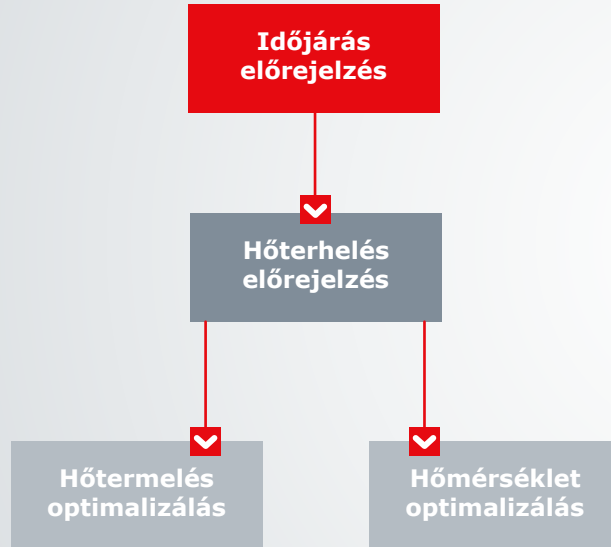 Időjárás
előrejelzés
Hőterhelés
előrejelzés
Hőtermelés
optimalizálás
Hőmérséklet
optimalizálás